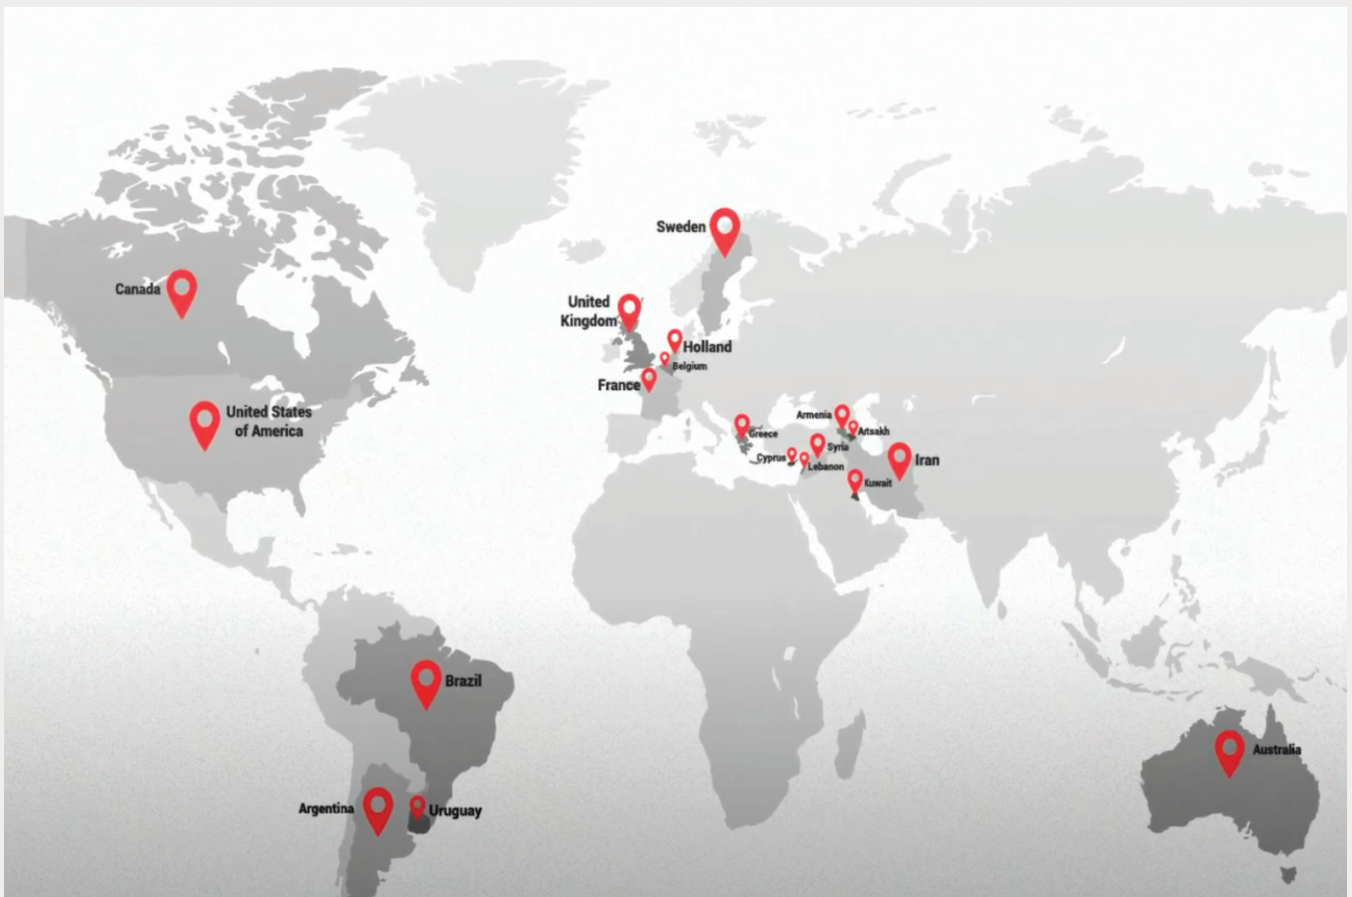 Sweden
Canada
United
Kingdom
Holland
Belgium
France
United States
of America
Armenia
Artsakh
Greece
Syria
Cyprus
Lebanon
Iran
Kuwait
Brazil
Australia
Argentina
Uruguay